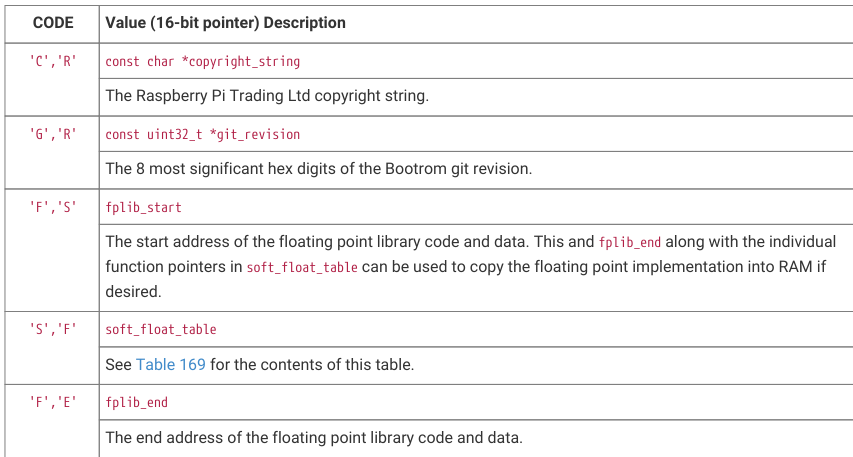 CODE Value (16-bit pointer) Description
'C','R' const char *copyright_string
The Raspberry Pi Trading Ltd copyright string.
'G','R' const uint32_t *git_revision
The 8 most significant hex digits of the Bootrom git revision.
'F','S' fplib_start
The start address of the floating point library code and data. This and fplib_end along with the individual
function pointers in soft_float_table can be used to copy the floating point implementation into RAM if
desired.
'S','F' soft_float_table
See Table 169 for the contents of this table.
'F','E' fplib_end
The end address of the floating point library code and data.